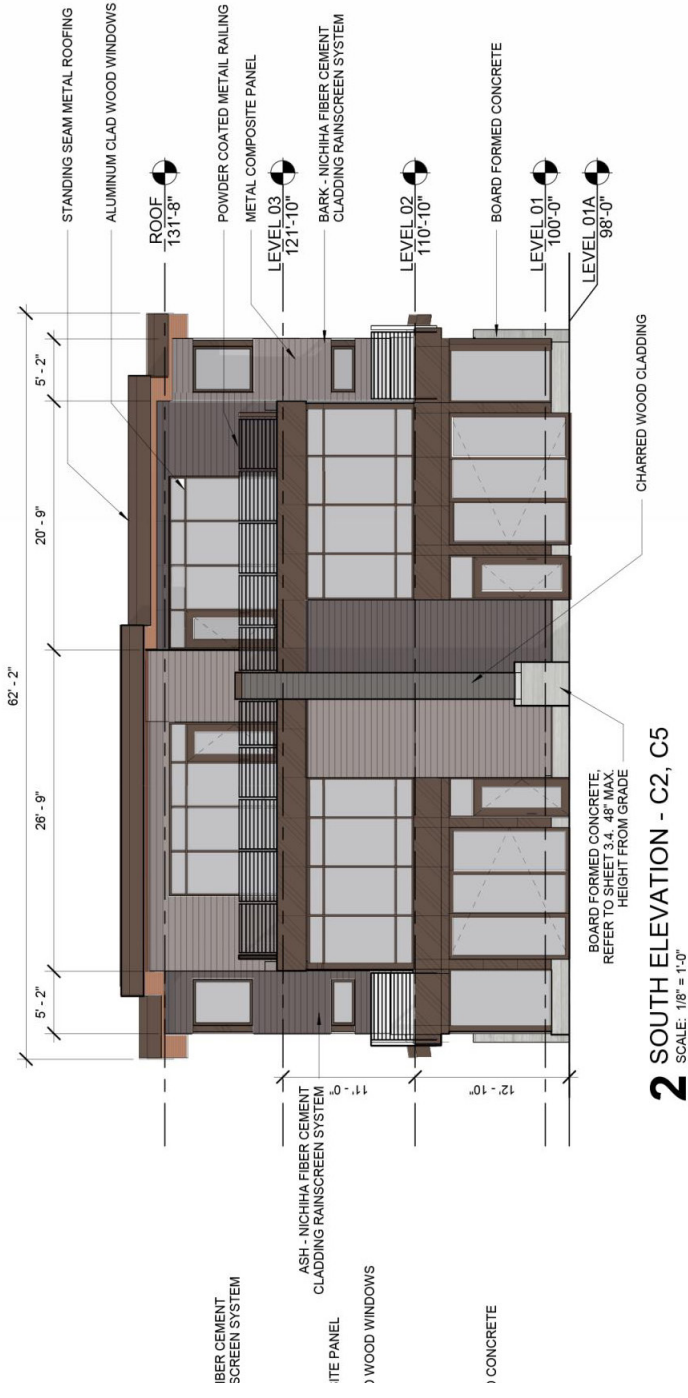 STANDING SEAM METAL ROOFING
ALUMINUM CLAD WOOD WINDOWS
ROOF
131'-8"
POWDER COATED METAIL RAILING
METAL COMPOSITE PANEL
LEVEL 03
121'-10"
BARK - NICHIHA FIBER CEMENT
CLADDING RAINSCREEN SYSTEM
LEVEL 02
110'-10"
BOARD FORMED CONCRETE
LEVEL 01
100'-0"
LEVEL 01A
98'-0"
62' - 2"
5' - 2"
26' - 9"
20' - 9"
5' - 2"
11' - 0"
12' - 10"
ASH - NICHIHA FIBER CEMENT
CLADDING RAINSCREEN SYSTEM
CHARRED WOOD CLADDING
BOARD FORMED CONCRETE,
REFER TO SHEET 3.4. 48" MAX.
HEIGHT FROM GRADE
IBER CEMENT
SCREEN SYSTEM
ITE PANEL
D WOOD WINDOWS
D CONCRETE
2 SOUTH ELEVATION - C2, C5
SCALE: 1/8" = 1'-0"